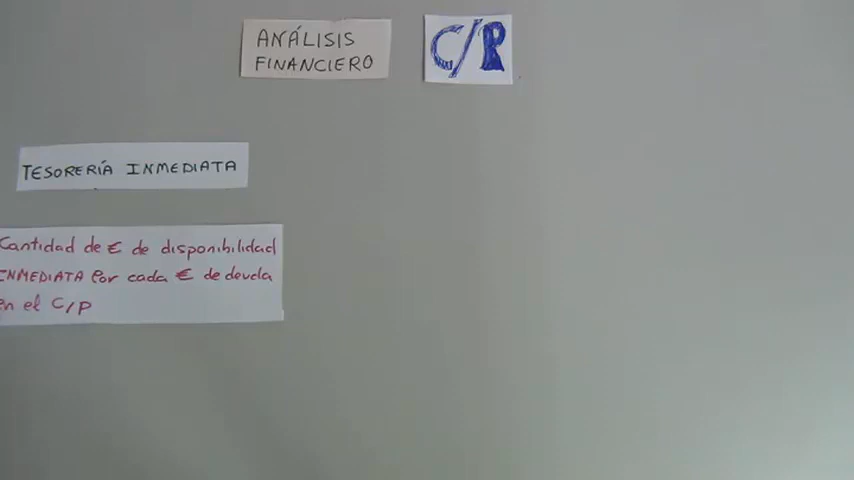 ANÁLISIS
FINANCIERO
C/P
TESORERÍA INMEDIATA
Cantidad de € de disponibilidad
INMEDIATA por cada € de deuda
en el C/P